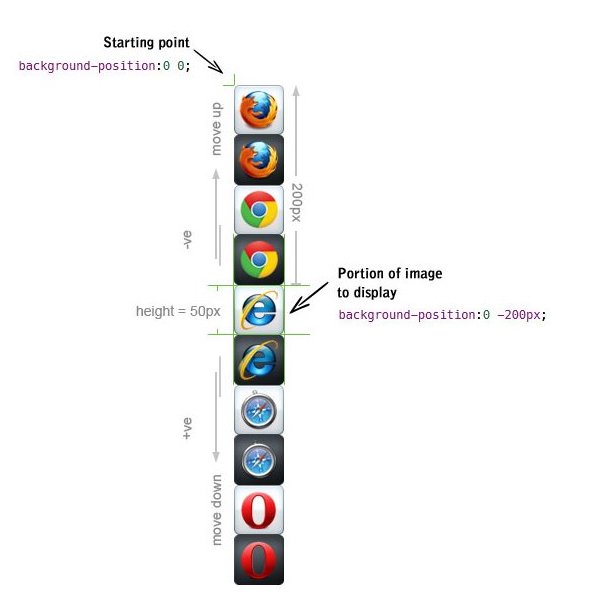 Starting point
background-position:0 0;
move up
200px
-ve
Portion of image
to display
height = 50px
background-position:0 -200px;
+ve
move down